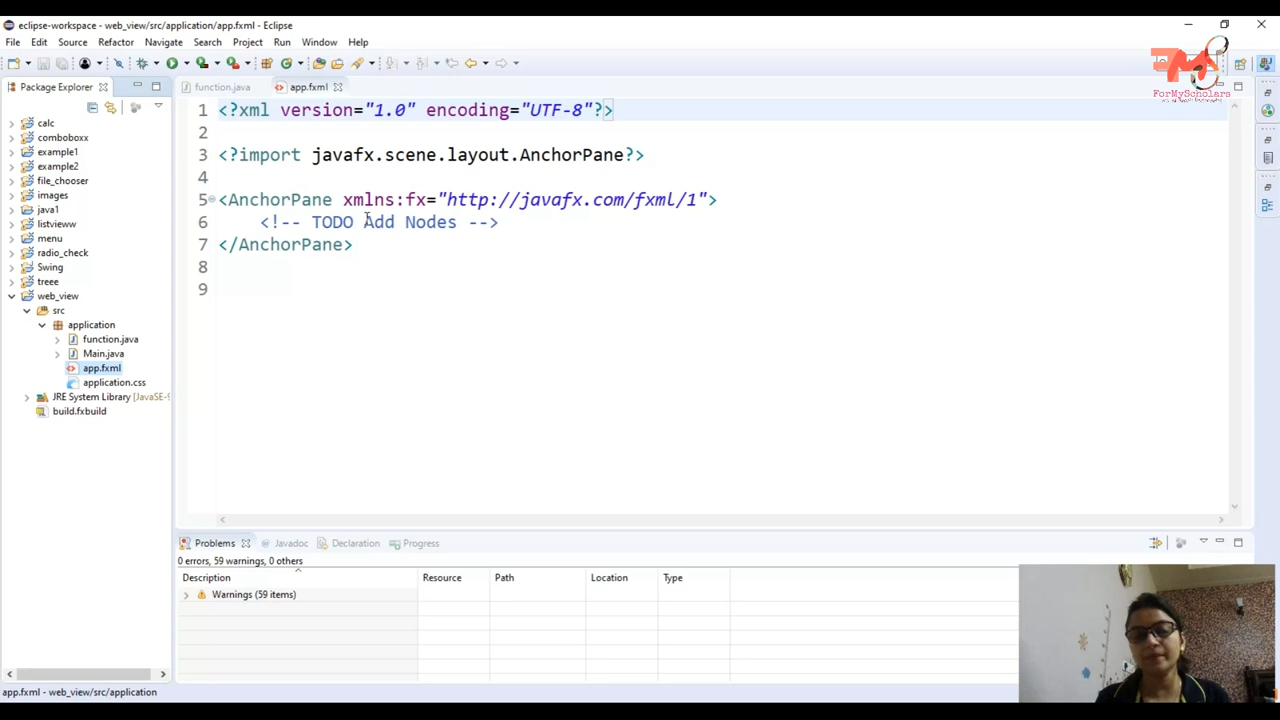 eclipse-workspace - web_view/src/application/app.fxml - Eclipse
File Edit Source Refactor Navigate Search Project Run Window Help
ForMyScholars
Package Explorer
function.java
app.fxml
calc
comboboxx
example1
example2
file_chooser
images
java1
listvieww
menu
radio_check
Swing
treee
web_view
src
application
function.java
Main.java
app.fxml
application.css
JRE System Library [JavaSE-9
build.fxbuild
1 <?xml version="1.0" encoding="UTF-8"?>
2
3 <?import javafx.scene.layout.AnchorPane?>
4
5 <AnchorPane xmlns:fx="http://javafx.com/fxml/1">
6 <!-- TODO Add Nodes -->
7 </AnchorPane>
8
9
Problems Javadoc Declaration Progress
0 errors, 59 warnings, 0 others
Description Resource Path Location Type
Warnings (59 items)
app.fxml - web_view/src/application